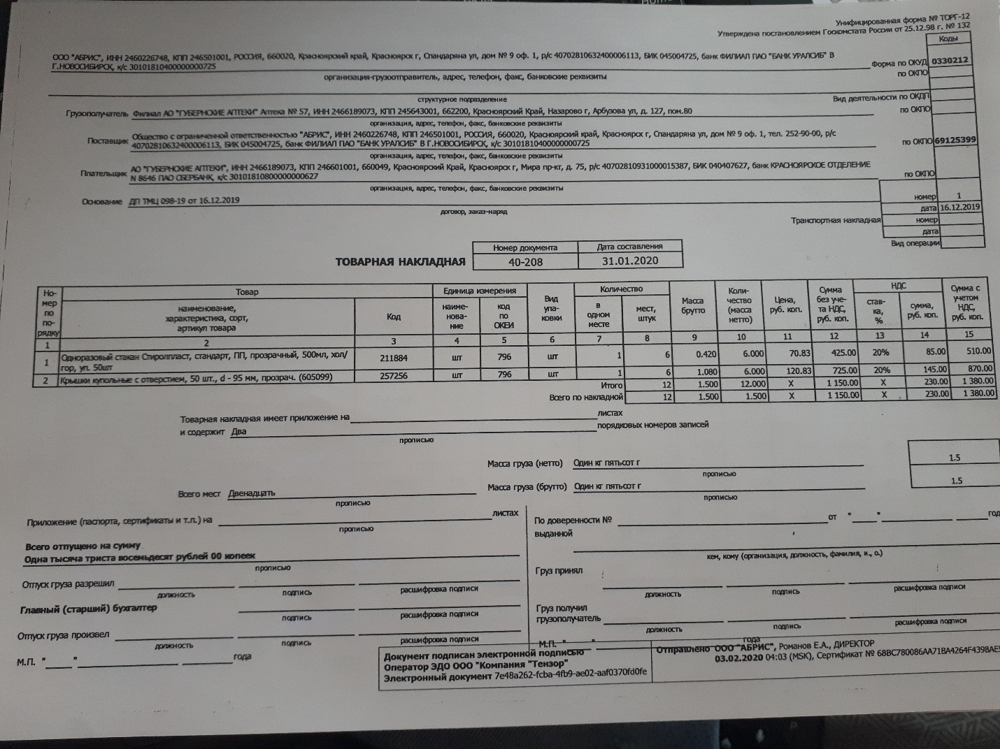 Унифицированная форма № ТОРГ-12
Утверждена постановлением Госкомстата России от 25.12.98 г. № 132
Коды
ООО "АБРИС", ИНН 2460226748, КПП 246501001, РОССИЯ, 660020, Красноярский край, Красноярск г, Спандаряна ул, дом № 9 оф. 1, р/с 40702810632400006113, БИК 045004725, банк ФИЛИАЛ ПАО "БАНК УРАЛСИБ" В
Г.НОВОСИБИРСК, к/с 30101810400000000725
Форма по ОКУД 0330212
организация-грузоотправитель, адрес, телефон, факс, банковские реквизиты
по ОКПО
структурное подразделение
Вид деятельности по ОКДП
Грузополучатель Филиал АО "ГУБЕРНСКИЕ АПТЕКИ" Аптека № 57, ИНН 2466189073, КПП 245643001, 662200, Красноярский Край, Назарово г, Арбузова ул, д. 127, пом.80
по ОКПО
организация, адрес, телефон, факс, банковские реквизиты
Поставщик Общество с ограниченной ответственностью "АБРИС", ИНН 2460226748, КПП 246501001, РОССИЯ, 660020, Красноярский край, Красноярск г, Спандаряна ул, дом № 9 оф. 1, тел. 252-90-00, р/с
40702810632400006113, БИК 045004725, банк ФИЛИАЛ ПАО "БАНК УРАЛСИБ" В Г.НОВОСИБИРСК, к/с 30101810400000000725
по ОКПО 69125399
организация, адрес, телефон, факс, банковские реквизиты
Плательщик АО "ГУБЕРНСКИЕ АПТЕКИ", ИНН 2466189073, КПП 246601001, 660049, Красноярский Край, Красноярск г, Мира пр-кт, д. 75, р/с 40702810931000015387, БИК 040407627, банк КРАСНОЯРСКОЕ ОТДЕЛЕНИЕ
N 8646 ПАО СБЕРБАНК, к/с 30101810800000000627
по ОКПО
организация, адрес, телефон, факс, банковские реквизиты
Основание ДП ТМЦ 098-19 от 16.12.2019
номер 1
договор, заказ-наряд
дата 16.12.2019
Транспортная накладная номер
дата
Вид операции
Номер документа Дата составления
ТОВАРНАЯ НАКЛАДНАЯ 40-208 31.01.2020
Но-
мер
по
по-
рядку
Товар
наименование,
характеристика, сорт,
артикул товара
Код
Единица измерения
наиме-
нова-
ние
код
по
ОКЕИ
Вид
упа-
ковки
Количество
в
одном
месте
мест,
штук
Масса
брутто
Коли-
чество
(масса
нетто)
Цена,
руб. коп.
Сумма
без уче-
та НДС,
руб. коп.
НДС
став-
ка,
%
сумма,
руб. коп.
Сумма с
учетом
НДС,
руб. коп.
1 2 3 4 5 6 7 8 9 10 11 12 13 14 15
1 Одноразовый стакан Стиролпласт, стандарт, ПП, прозрачный, 500мл, хол/
гор, уп. 50шт
211884 шт 796 шт 1 6 0.420 6.000 70.83 425.00 20% 85.00 510.00
2 Крышки купольные с отверстием, 50 шт., d - 95 мм, прозрач. (605099) 257256 шт 796 шт 1 6 1.080 6.000 120.83 725.00 20% 145.00 870.00
Итого 12 1.500 12.000 X 1 150.00 X 230.00 1 380.00
Всего по накладной 12 1.500 1.500 X 1 150.00 X 230.00 1 380.00
Товарная накладная имеет приложение на листах
и содержит Два порядковых номеров записей
прописью
Масса груза (нетто) Один кг пятьсот г 1.5
прописью
Масса груза (брутто) Один кг пятьсот г 1.5
Всего мест Двенадцать
прописью прописью
Приложение (паспорта, сертификаты и т.п.) на листах
прописью
По доверенности № от " " год
выданной
кем, кому (организация, должность, фамилия, и., о.)
Всего отпущено на сумму
Одна тысяча триста восемьдесят рублей 00 копеек
прописью
Груз принял
должность подпись расшифровка подписи
Отпуск груза разрешил
должность подпись расшифровка подписи
Главный (старший) бухгалтер
подпись расшифровка подписи
Груз получил
грузополучатель
должность подпись расшифровка подписи
Отпуск груза произвел
должность подпись расшифровка подписи
М.П. " " года
М.П. " " года
Документ подписан электронной подписью
Оператор ЭДО ООО "Компания "Тензор"
Электронный документ 7e48a262-fcba-4fb9-ae02-aaf0370fd0fe
Отправлено ООО "АБРИС", Романов Е.А., ДИРЕКТОР
03.02.2020 04:03 (MSK), Сертификат № 68BC780086AA71BA4264F4398AE